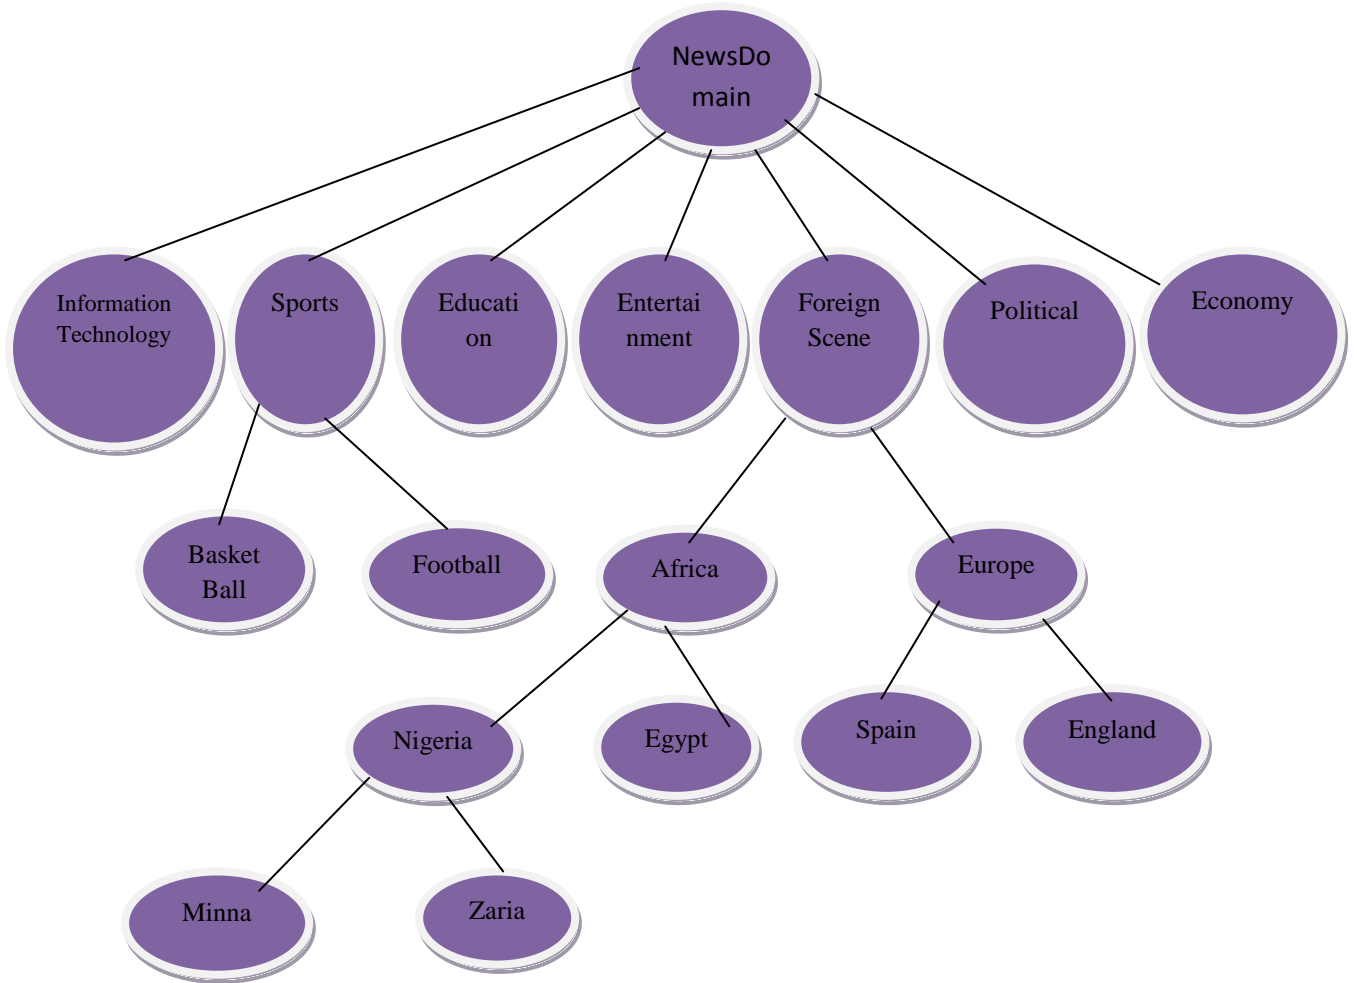 NewsDo
main
Information
Technology
Sports
Educati
on
Entertai
nment
Foreign
Scene
Political
Economy
Basket
Ball
Football
Africa
Europe
Nigeria
Egypt
Spain
England
Minna
Zaria